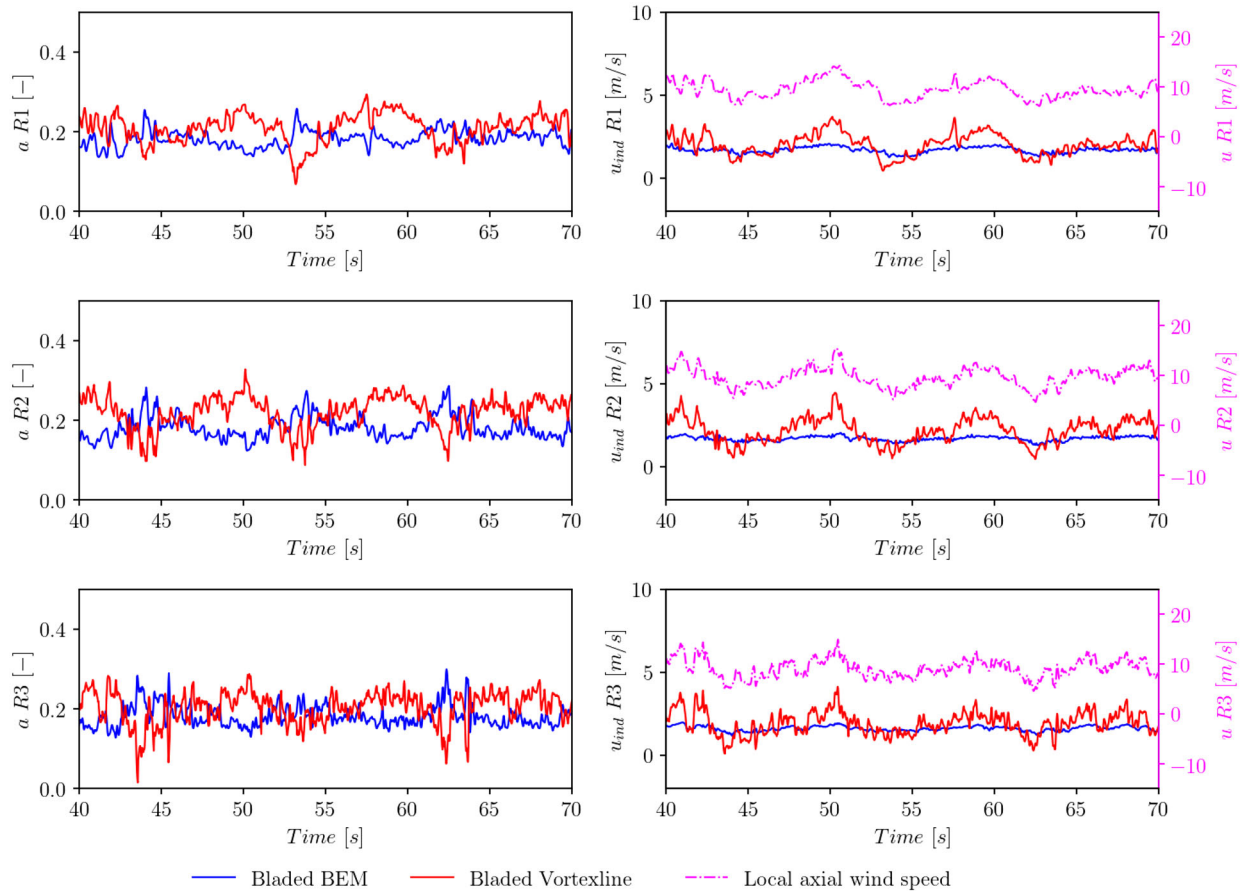 0.4
0.2
0.0
a R1 [−]
40 45 50 55 60 65 70
Time [s]
10
5
0
u_ind R1 [m/s]
20
10
0
−10
u R1 [m/s]
40 45 50 55 60 65 70
Time [s]
0.4
0.2
0.0
a R2 [−]
40 45 50 55 60 65 70
Time [s]
10
5
0
u_ind R2 [m/s]
20
10
0
−10
u R2 [m/s]
40 45 50 55 60 65 70
Time [s]
0.4
0.2
0.0
a R3 [−]
40 45 50 55 60 65 70
Time [s]
10
5
0
u_ind R3 [m/s]
20
10
0
−10
u R3 [m/s]
40 45 50 55 60 65 70
Time [s]
Bladed BEM Bladed Vortexline Local axial wind speed